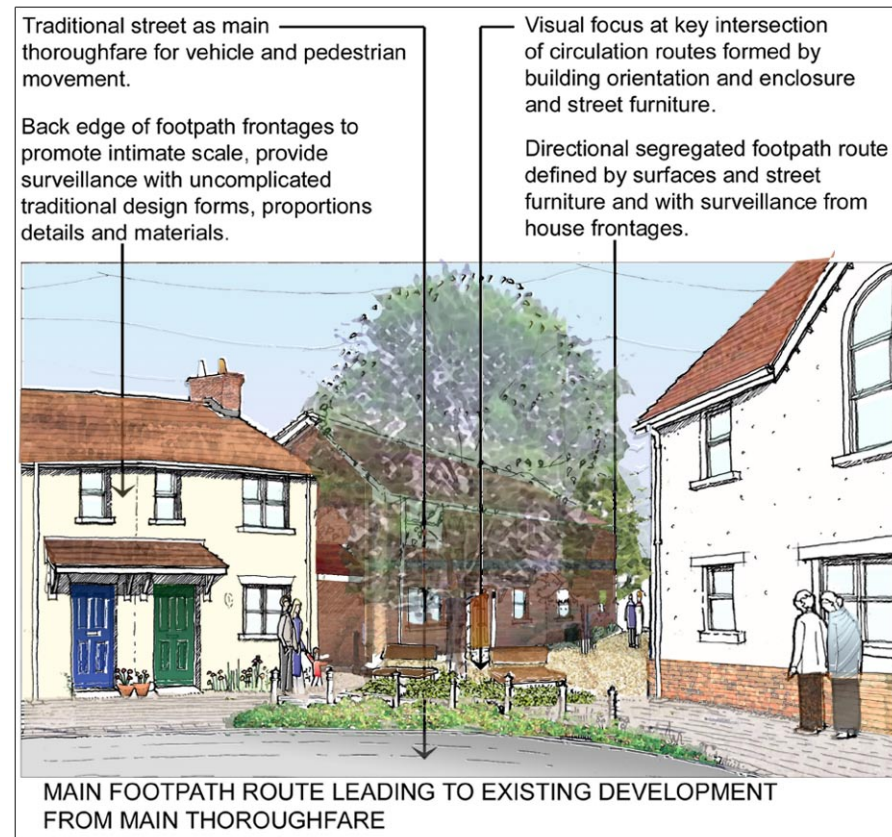 Traditional street as main
thoroughfare for vehicle and pedestrian
movement.
Back edge of footpath frontages to
promote intimate scale, provide
surveillance with uncomplicated
traditional design forms, proportions
details and materials.
Visual focus at key intersection
of circulation routes formed by
building orientation and enclosure
and street furniture.
Directional segregated footpath route
defined by surfaces and street
furniture and with surveillance from
house frontages.
MAIN FOOTPATH ROUTE LEADING TO EXISTING DEVELOPMENT
FROM MAIN THOROUGHFARE